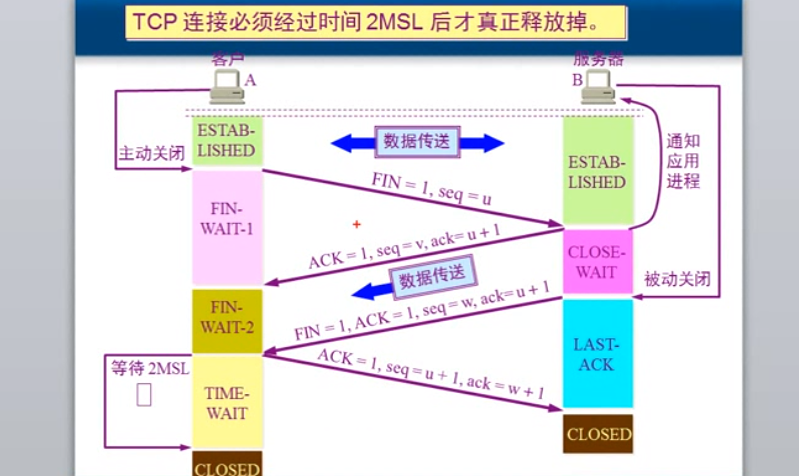 TCP 连接必须经过时间 2MSL 后才真正释放掉。
客户
A
服务器
B
ESTAB-
LISHED
数据传送
ESTAB-
LISHED
通知
应用
进程
主动关闭
FIN = 1, seq = u
FIN-
WAIT-1
ACK = 1, seq = v, ack= u + 1
CLOSE-
WAIT
数据传送
被动关闭
FIN-
WAIT-2
FIN = 1, ACK = 1, seq = w, ack= u + 1
LAST-
ACK
等待 2MSL
ACK = 1, seq = u + 1, ack = w + 1
TIME-
WAIT
CLOSED
CLOSED